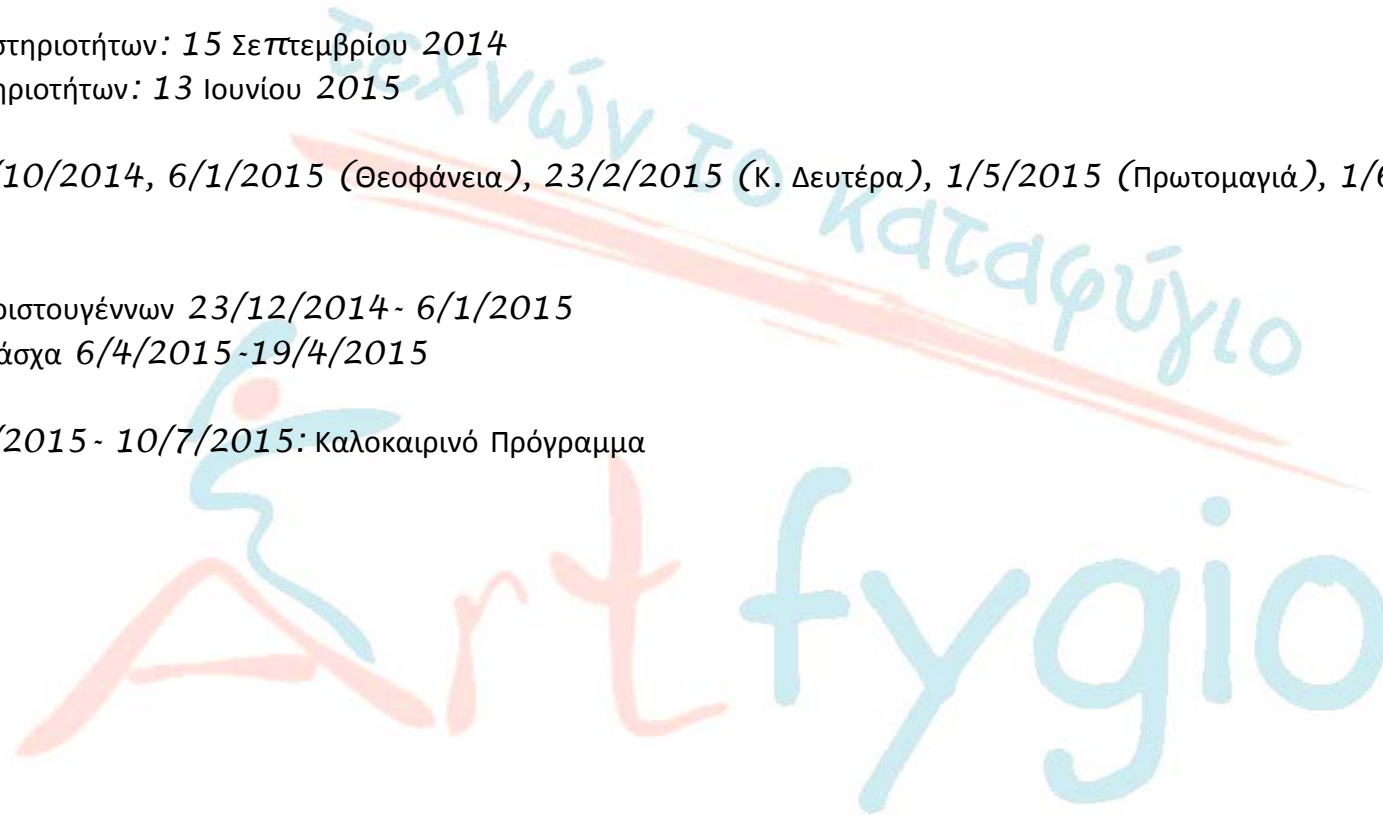 στηριοτήτων: 15 Σεπτεμβρίου 2014
ηριοτήτων: 13 Ιουνίου 2015
/10/2014, 6/1/2015 (Θεοφάνεια), 23/2/2015 (Κ. Δευτέρα), 1/5/2015 (Πρωτομαγιά), 1/6
ριστουγέννων 23/12/2014- 6/1/2015
άσχα 6/4/2015-19/4/2015
/2015- 10/7/2015: Καλοκαιρινό Πρόγραμμα
τεχνών το καταφύγιο
Artfygio